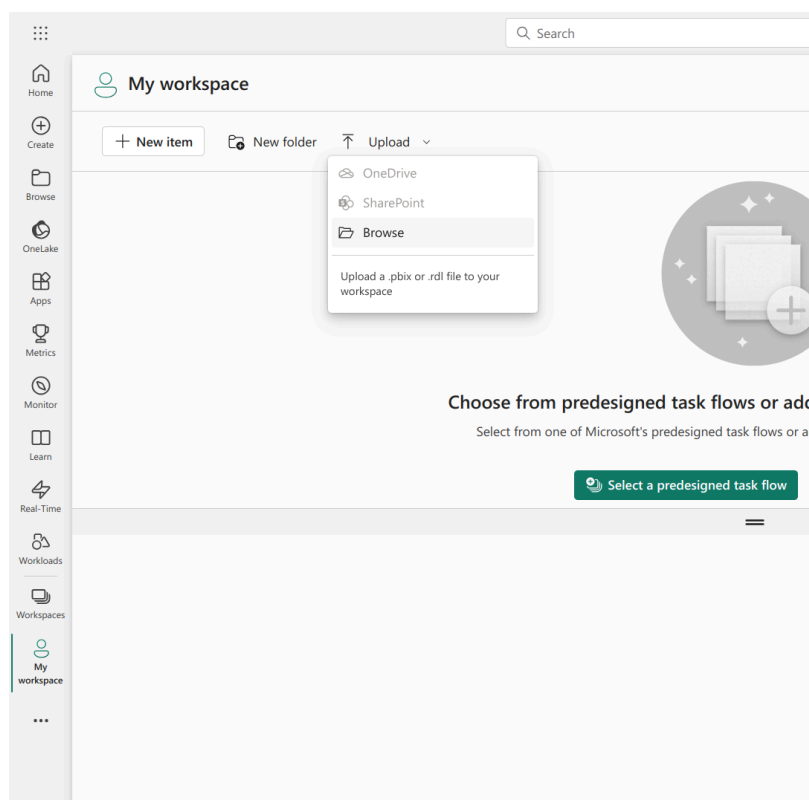 Search
Home
My workspace
Create
New item
New folder
Upload
Browse
OneDrive
SharePoint
Browse
Upload a .pbix or .rdl file to your
workspace
OneLake
Apps
Metrics
Monitor
Learn
Real-Time
Workloads
Workspaces
My
workspace
Choose from predesigned task flows or
Select from one of Microsoft's predesigned task flows or a
Select a predesigned task flow